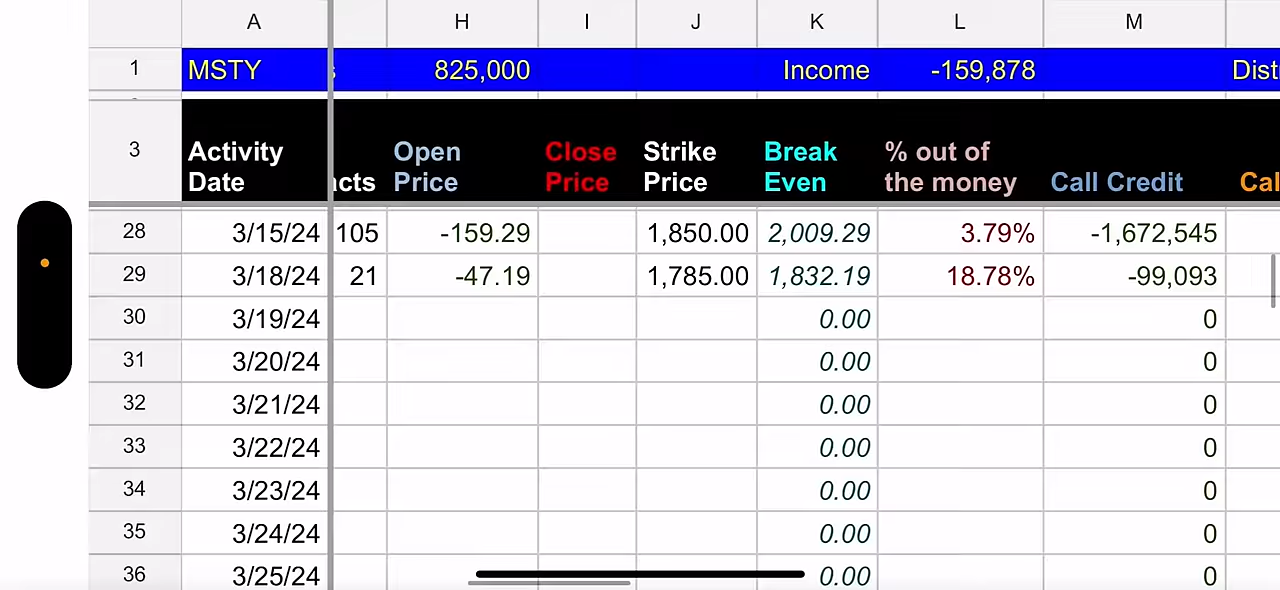 A H I J K L M
1 MSTY 825,000 Income -159,878 Dist
3 Activity Date ncts Open Price Close Price Strike Price Break Even % out of the money Call Credit Cal
28 3/15/24 105 -159.29 1,850.00 2,009.29 3.79% -1,672,545
29 3/18/24 21 -47.19 1,785.00 1,832.19 18.78% -99,093
30 3/19/24 0.00 0
31 3/20/24 0.00 0
32 3/21/24 0.00 0
33 3/22/24 0.00 0
34 3/23/24 0.00 0
35 3/24/24 0.00 0
36 3/25/24 0.00 0